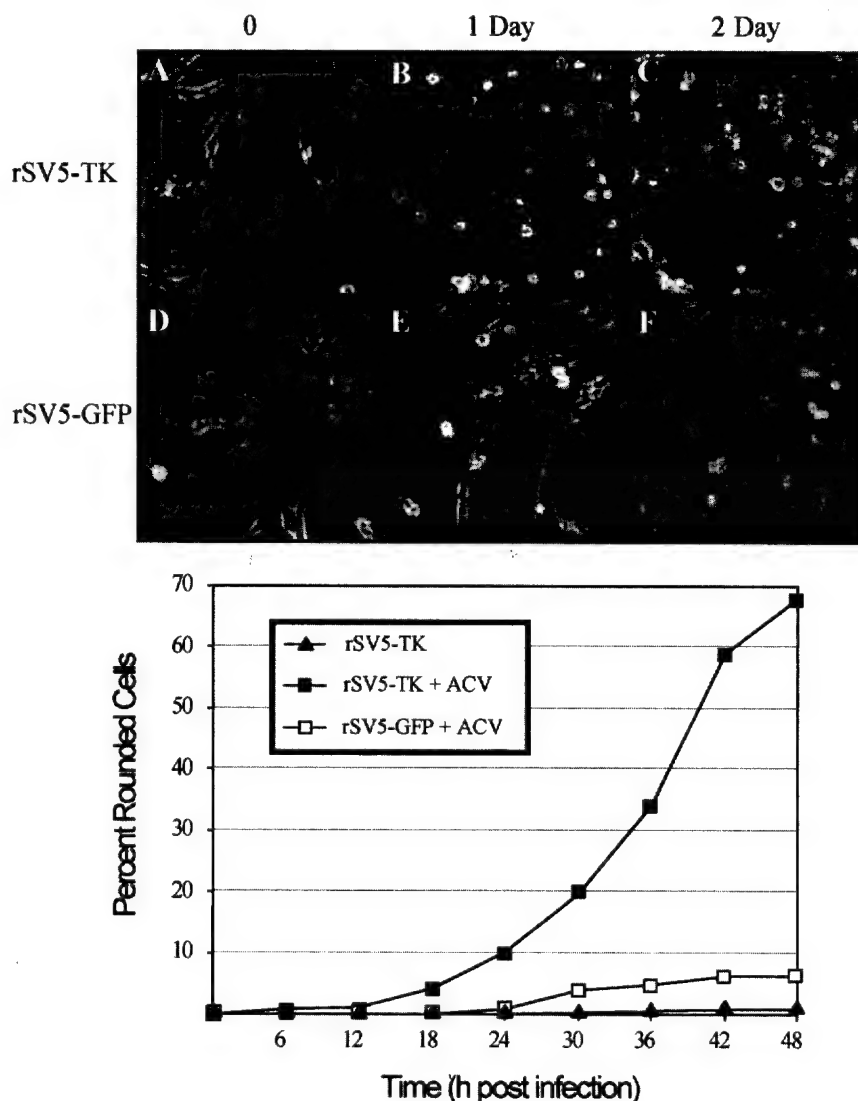 0 1 Day 2 Day
A B C
rSV5-TK
D E F
rSV5-GFP
70
60
50
40
30
20
10
rSV5-TK
rSV5-TK + ACV
rSV5-GFP + ACV
Percent Rounded Cells
6 12 18 24 30 36 42 48
Time (h post infection)